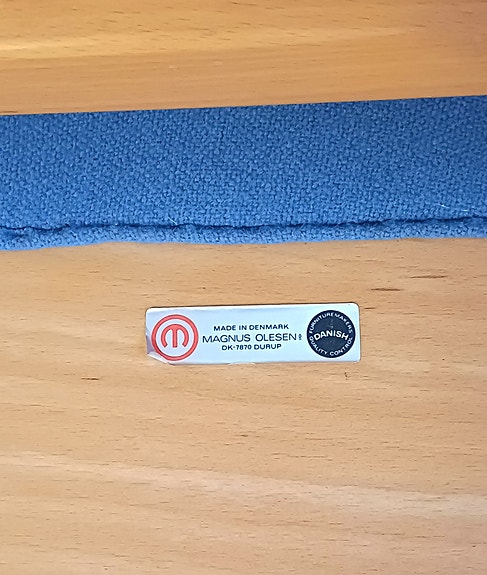 MADE IN DENMARK
MAGNUS OLESEN
DK-7870 DURUP
FURNITUREMAKERS
DANISH
QUALITY CONTROL